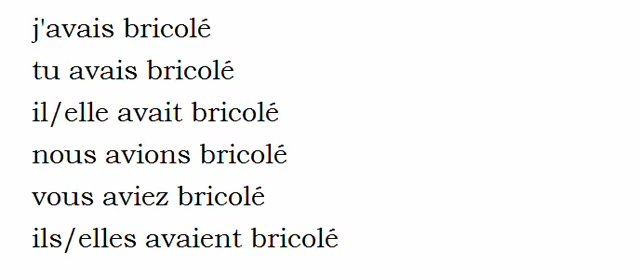 j'avais bricolé
tu avais bricolé
il/elle avait bricolé
nous avions bricolé
vous aviez bricolé
ils/elles avaient bricolé